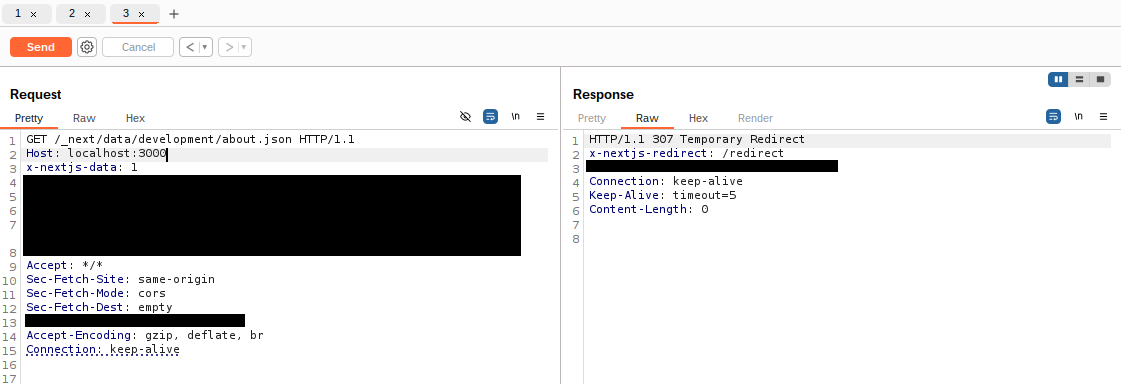 1 × 2 × 3 × +
Send Cancel < ▾ > ▾
Request
Pretty Raw Hex \n
1 GET /_next/data/development/about.json HTTP/1.1
2 Host: localhost:3000
3 x-nextjs-data: 1
4
5
6
7
8
9 Accept: */*
10 Sec-Fetch-Site: same-origin
11 Sec-Fetch-Mode: cors
12 Sec-Fetch-Dest: empty
13
14 Accept-Encoding: gzip, deflate, br
15 Connection: keep-alive
16
17
Response
Pretty Raw Hex Render \n
1 HTTP/1.1 307 Temporary Redirect
2 x-nextjs-redirect: /redirect
3
4 Connection: keep-alive
5 Keep-Alive: timeout=5
6 Content-Length: 0
7
8